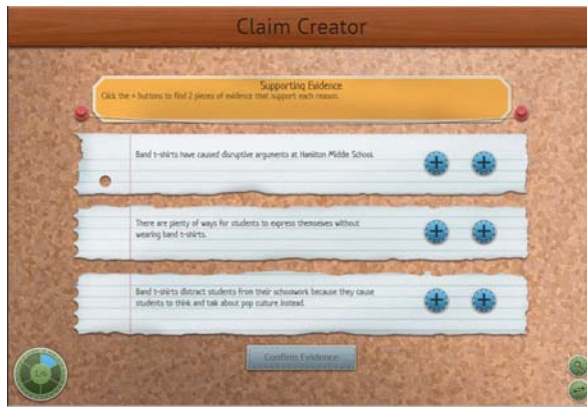 Claim Creator
Supporting Evidence
Click the + buttons to find 2 pieces of evidence that support each reason.
Band t-shirts have caused disruptive arguments at Hamilton Middle School.
There are plenty of ways for students to express themselves without
wearing band t-shirts.
Band t-shirts distract students from their schoolwork because they cause
students to think and talk about pop culture instead.
Confirm Evidence